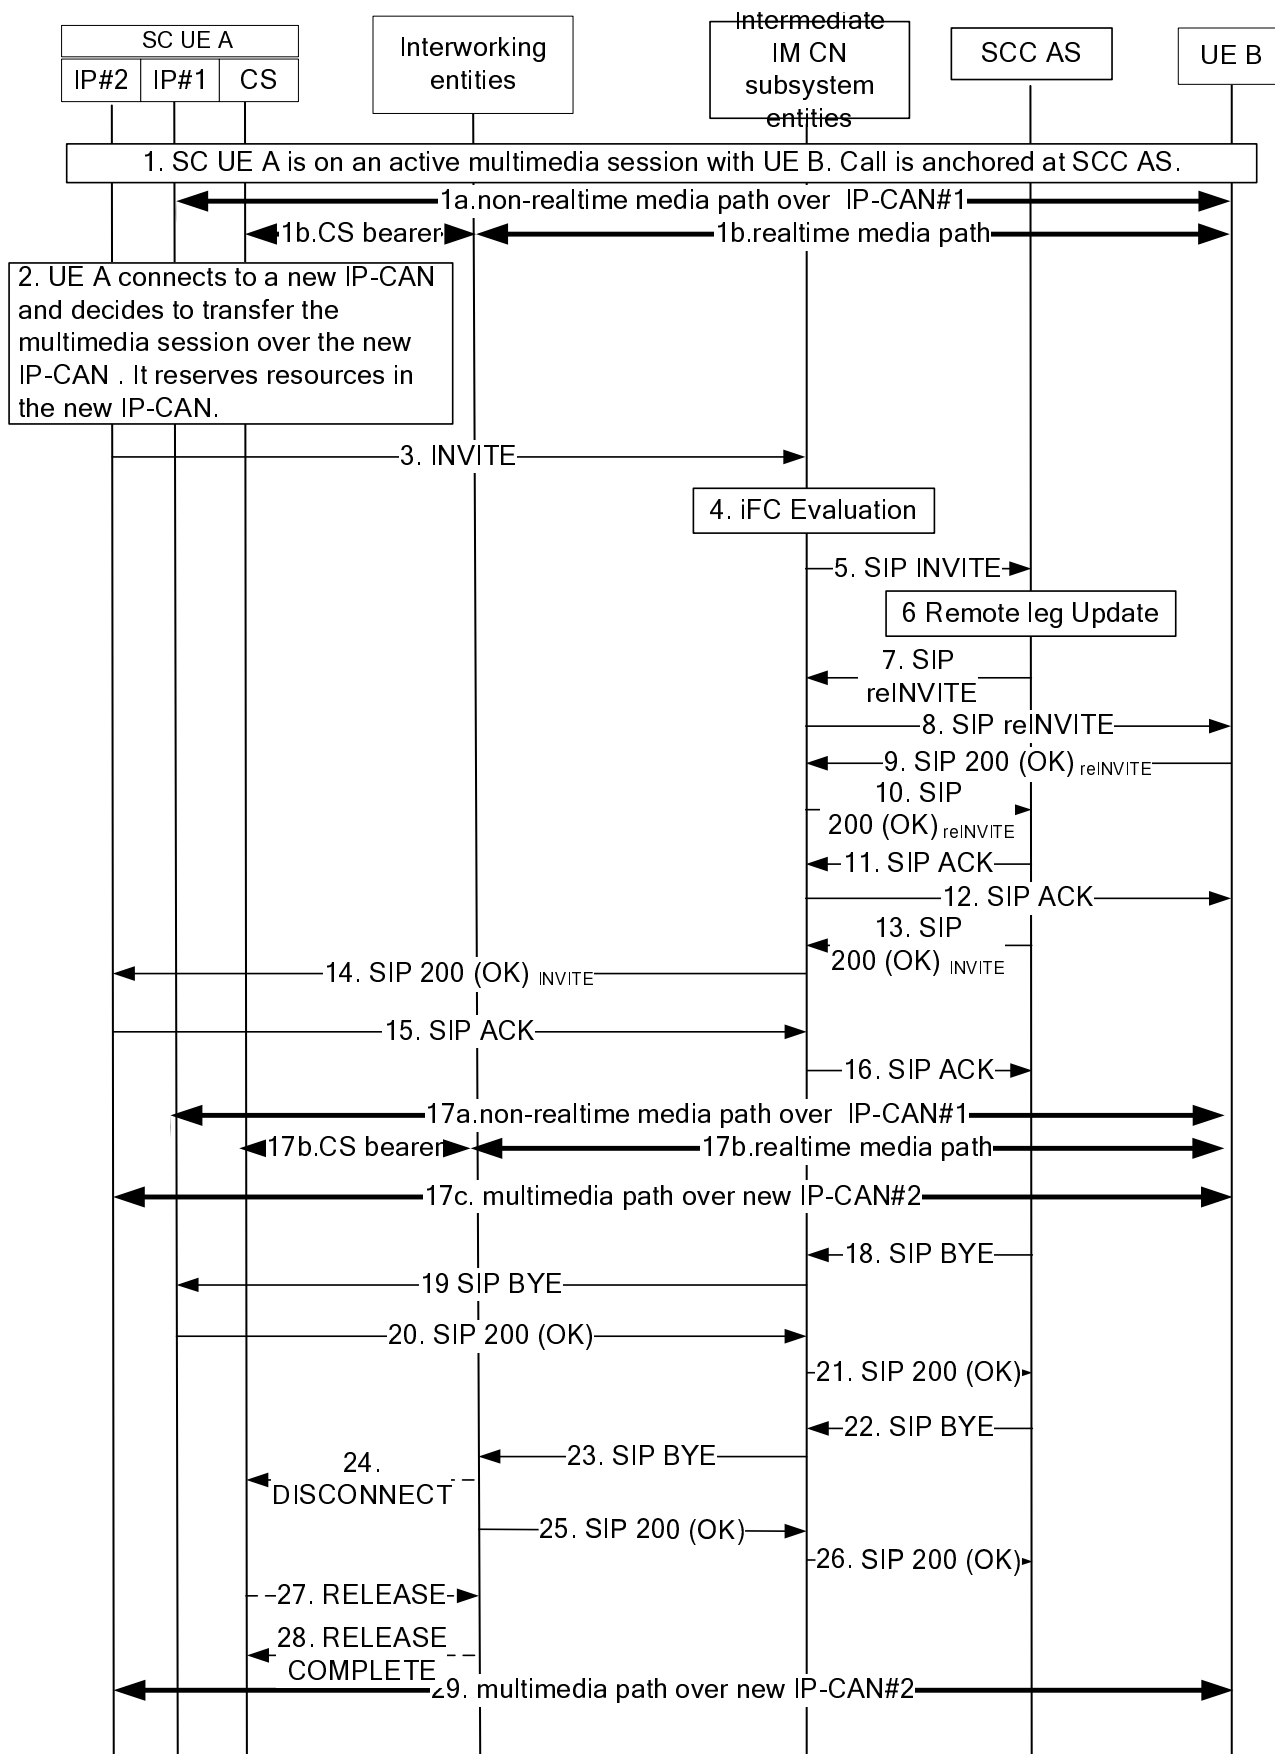 SC UE A
IP#2
IP#1
CS
Interworking
entities
Intermediate
IM CN
subsystem
entities
SCC AS
UE B
1. SC UE A is on an active multimedia session with UE B. Call is anchored at SCC AS.
1a.non-realtime media path over IP-CAN#1
1b.CS bearer
1b.realtime media path
2. UE A connects to a new IP-CAN
and decides to transfer the
multimedia session over the new
IP-CAN . It reserves resources in
the new IP-CAN.
3. INVITE
4. iFC Evaluation
5. SIP INVITE
6 Remote leg Update
7. SIP
reINVITE
8. SIP reINVITE
9. SIP 200 (OK) reINVITE
10. SIP
200 (OK) reINVITE
11. SIP ACK
12. SIP ACK
13. SIP
200 (OK) INVITE
14. SIP 200 (OK) INVITE
15. SIP ACK
16. SIP ACK
17a.non-realtime media path over IP-CAN#1
17b.CS bearer
17b.realtime media path
17c. multimedia path over new IP-CAN#2
18. SIP BYE
19 SIP BYE
20. SIP 200 (OK)
21. SIP 200 (OK)
22. SIP BYE
23. SIP BYE
24.
DISCONNECT
25. SIP 200 (OK)
26. SIP 200 (OK)
27. RELEASE
28. RELEASE
COMPLETE
29. multimedia path over new IP-CAN#2